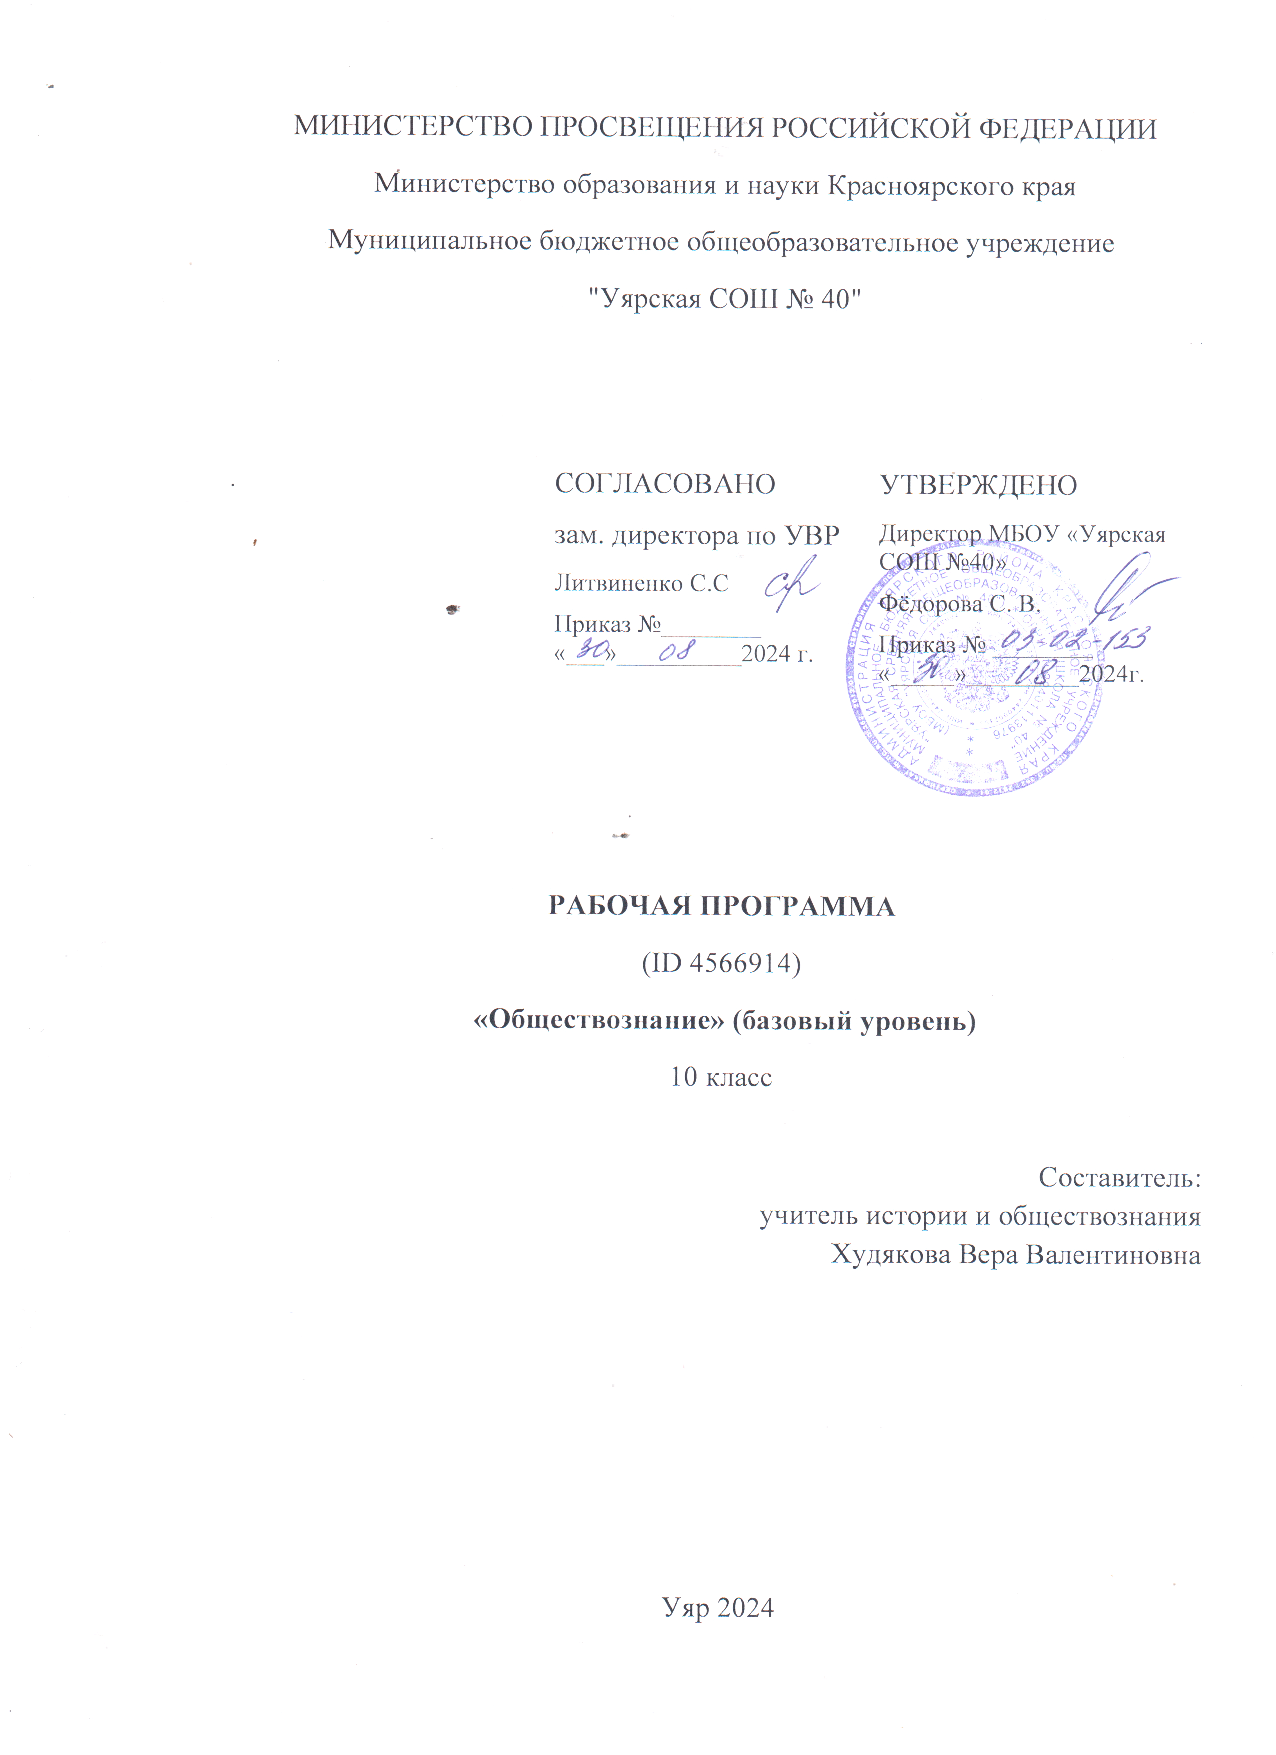 МИНИСТЕРСТВО ПРОСВЕЩЕНИЯ РОССИЙСКОЙ ФЕДЕРАЦИИ
Министерство образования и науки Красноярского края
Муниципальное бюджетное общеобразовательное учреждение
"Уярская СОШ № 40"
СОГЛАСОВАНО
зам. директора по УВР
Литвиненко С.С
Приказ №________
«30» 08 2024 г.
УТВЕРЖДЕНО
Директор МБОУ «Уярская
СОШ №40»
Фёдорова С. В.
Приказ № 03-02-153
«30» 08 2024г.
РАБОЧАЯ ПРОГРАММА
(ID 4566914)
«Обществознание» (базовый уровень)
10 класс
Составитель:
учитель истории и обществознания
Худякова Вера Валентиновна
Уяр 2024